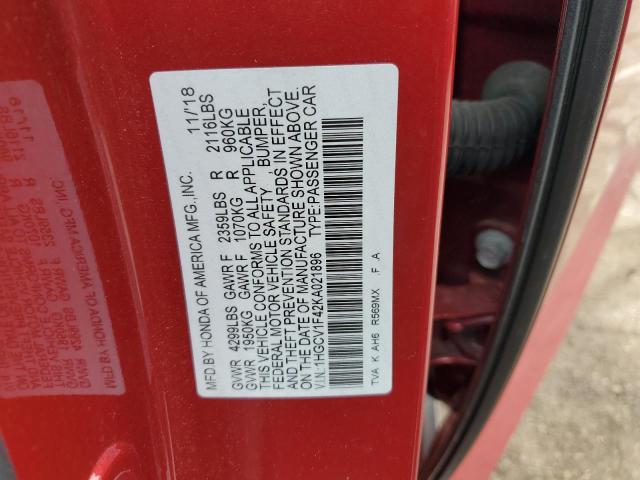 MFD.BY HONDA OF AMERICA MFG.,INC. 11/'18
GVWR 4299LBS GAWR F 2359LBS R 2116LBS
GVWR 1950KG GAWR F 1070KG R 960KG
THIS VEHICLE CONFORMS TO ALL APPLICABLE
FEDERAL MOTOR VEHICLE SAFETY, BUMPER,
AND THEFT PREVENTION STANDARDS IN EFFECT
ON THE DATE OF MANUFACTURE SHOWN ABOVE.
V.I.N.:1HGCV1F42KA021896 TYPE:PASSENGER CAR
TVA K AH6 R569MX F A